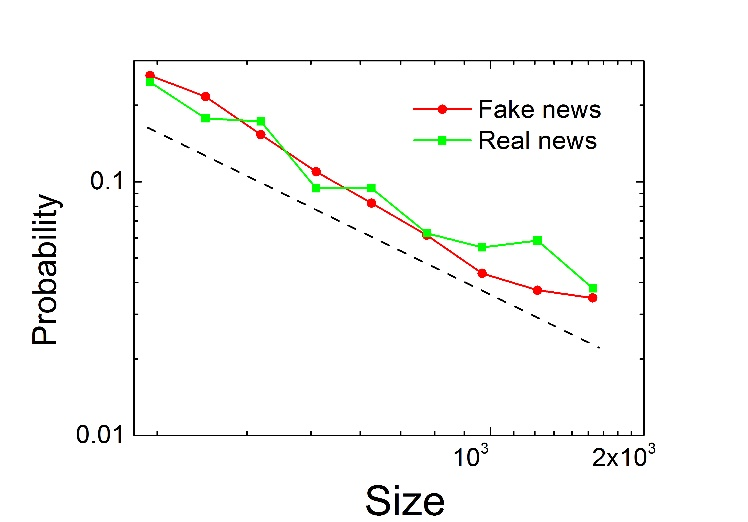 Fake news
Real news
0.1
Probability
0.01
10³
2x10³
Size